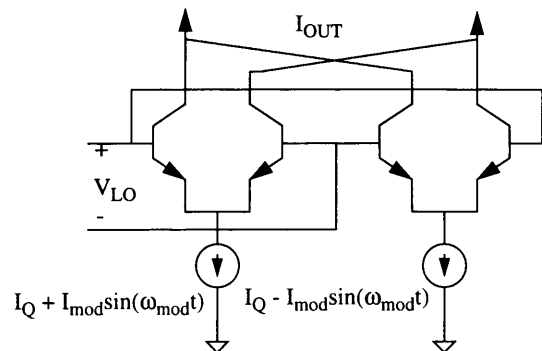 I_OUT
+
V_LO
-
I_Q + I_mod sin(ω_mod t)
I_Q - I_mod sin(ω_mod t)